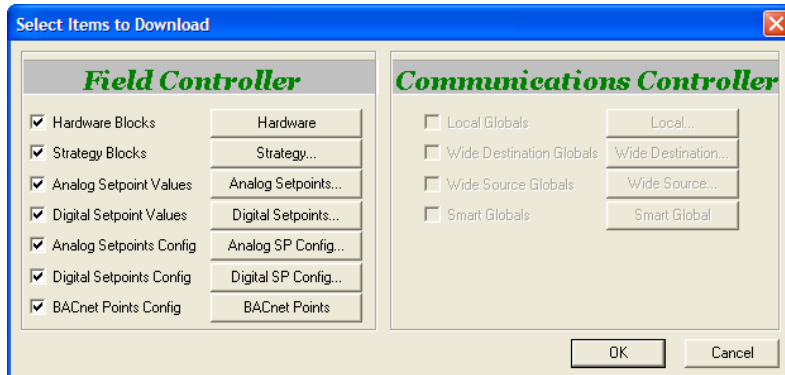 Select Items to Download
Field Controller
Hardware Blocks Hardware
Strategy Blocks Strategy...
Analog Setpoint Values Analog Setpoints...
Digital Setpoint Values Digital Setpoints...
Analog Setpoints Config Analog SP Config...
Digital Setpoints Config Digital SP Config...
BACnet Points Config BACnet Points
Communications Controller
Local Globals Local...
Wide Destination Globals Wide Destination...
Wide Source Globals Wide Source...
Smart Globals Smart Global
OK Cancel